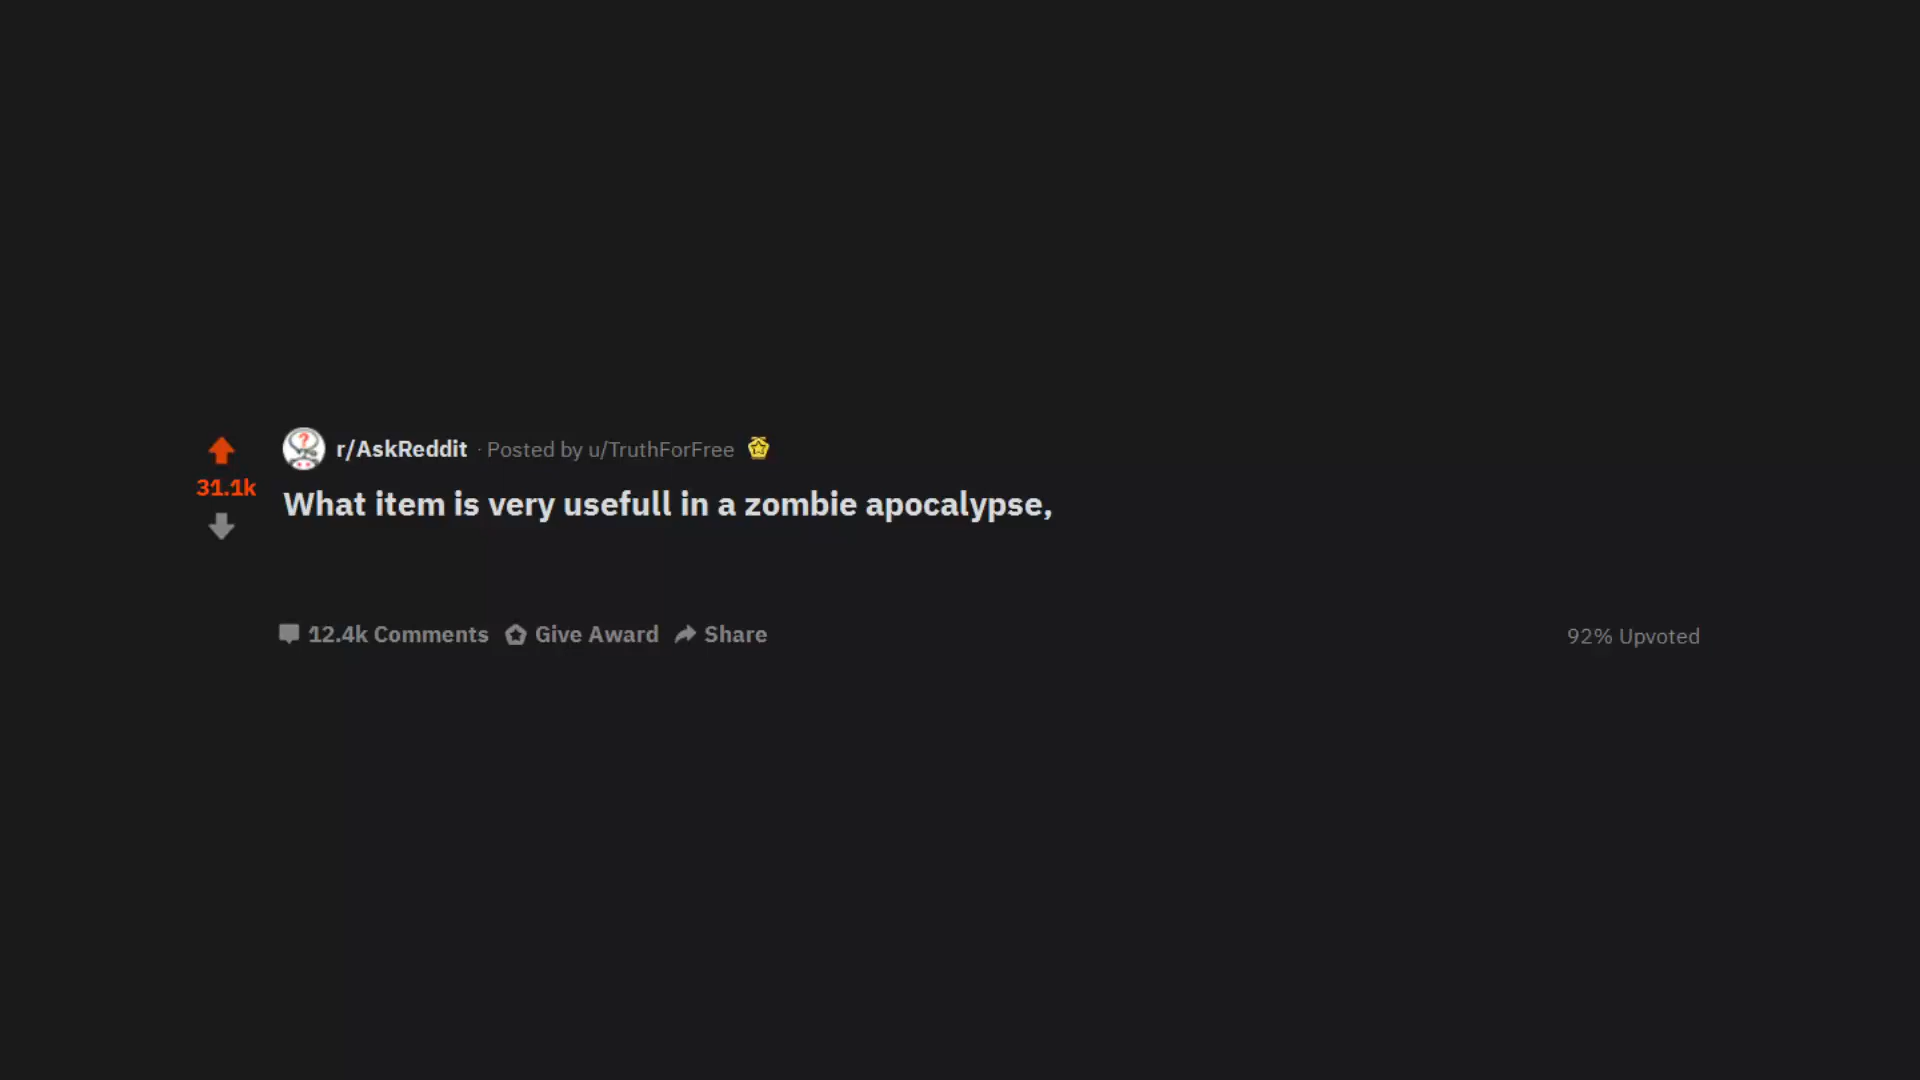 r/AskReddit · Posted by u/TruthForFree
31.1k
What item is very usefull in a zombie apocalypse,
12.4k Comments Give Award Share
92% Upvoted